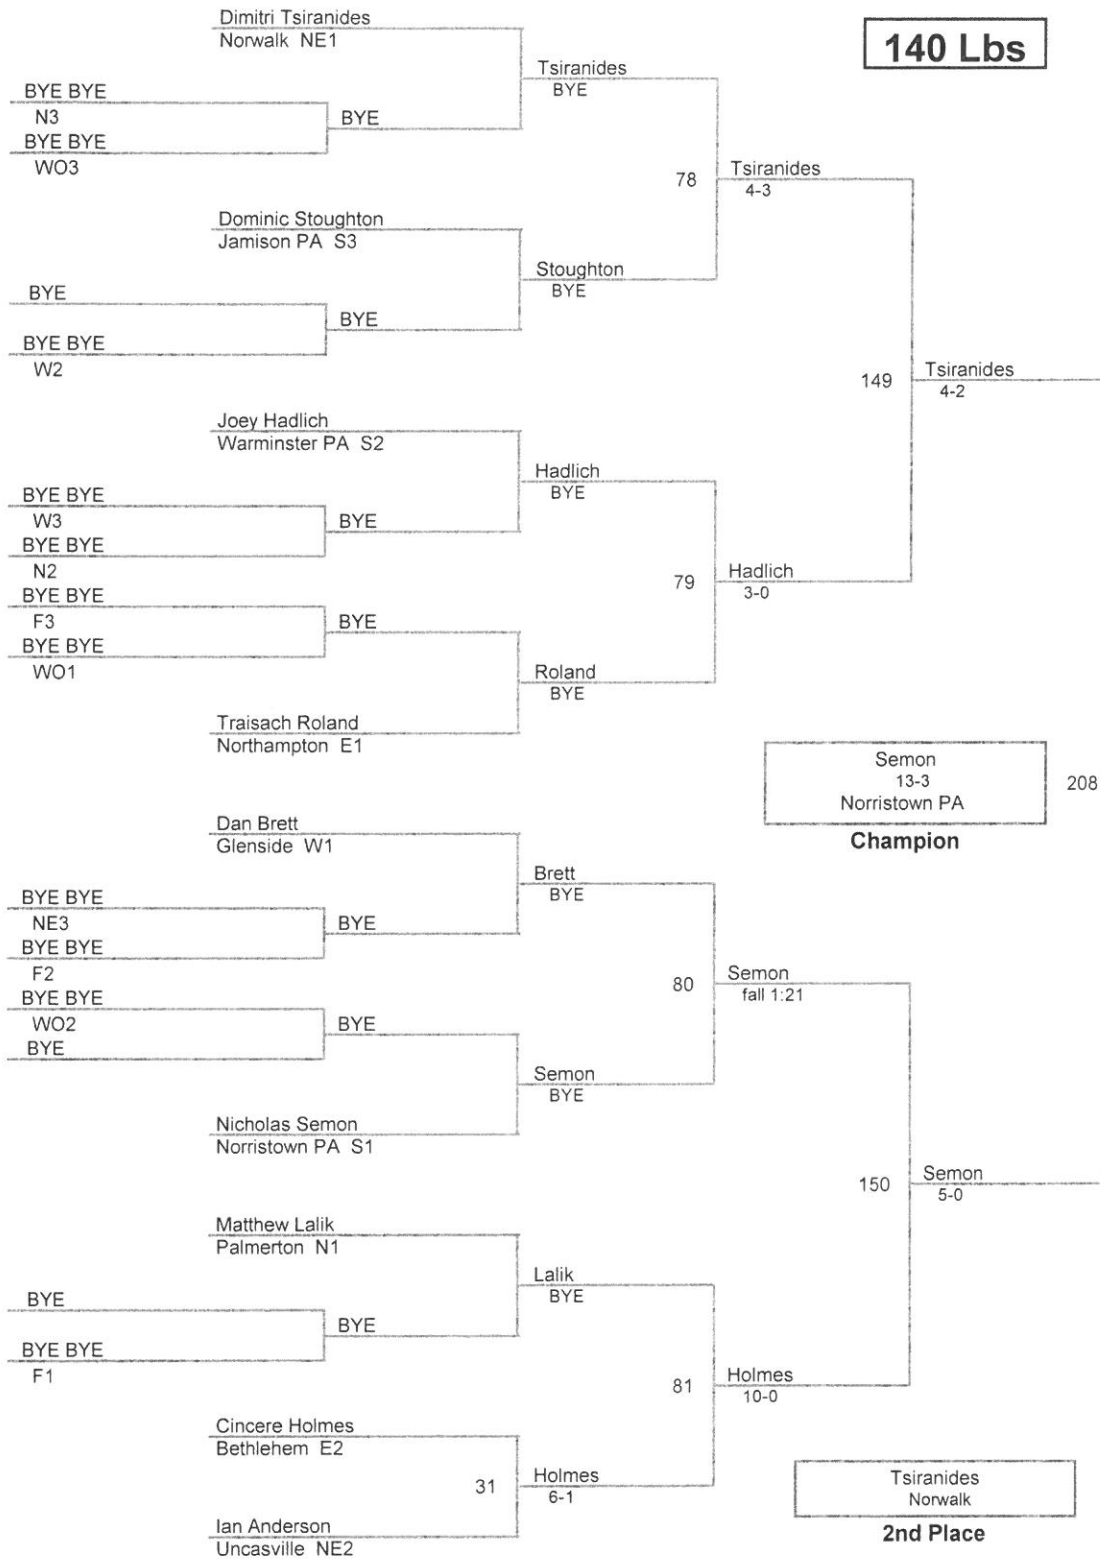 Dimitri Tsiranides
Norwalk NE1
140 Lbs
Tsiranides
BYE
BYE BYE
N3
BYE
BYE BYE
WO3
78
Tsiranides
4-3
Dominic Stoughton
Jamison PA S3
Stoughton
BYE
BYE
BYE
BYE BYE
W2
149
Tsiranides
4-2
Joey Hadlich
Warminster PA S2
Hadlich
BYE
BYE BYE
W3
BYE
BYE BYE
N2
79
Hadlich
3-0
BYE BYE
F3
BYE
BYE BYE
WO1
Roland
BYE
Traisach Roland
Northampton E1
Semon
13-3
Norristown PA
208
Champion
Dan Brett
Glenside W1
Brett
BYE
BYE BYE
NE3
BYE
BYE BYE
F2
80
Semon
fall 1:21
BYE BYE
WO2
BYE
BYE
Semon
BYE
Nicholas Semon
Norristown PA S1
150
Semon
5-0
Matthew Lalik
Palmerton N1
Lalik
BYE
BYE
BYE
BYE BYE
F1
81
Holmes
10-0
Cincere Holmes
Bethlehem E2
31
Holmes
6-1
Ian Anderson
Uncasville NE2
Tsiranides
Norwalk
2nd Place